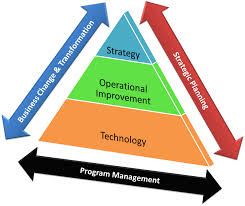 Strategy
Operational
Improvement
Technology
Business Change & Transformation
Strategic Planning
Program Management